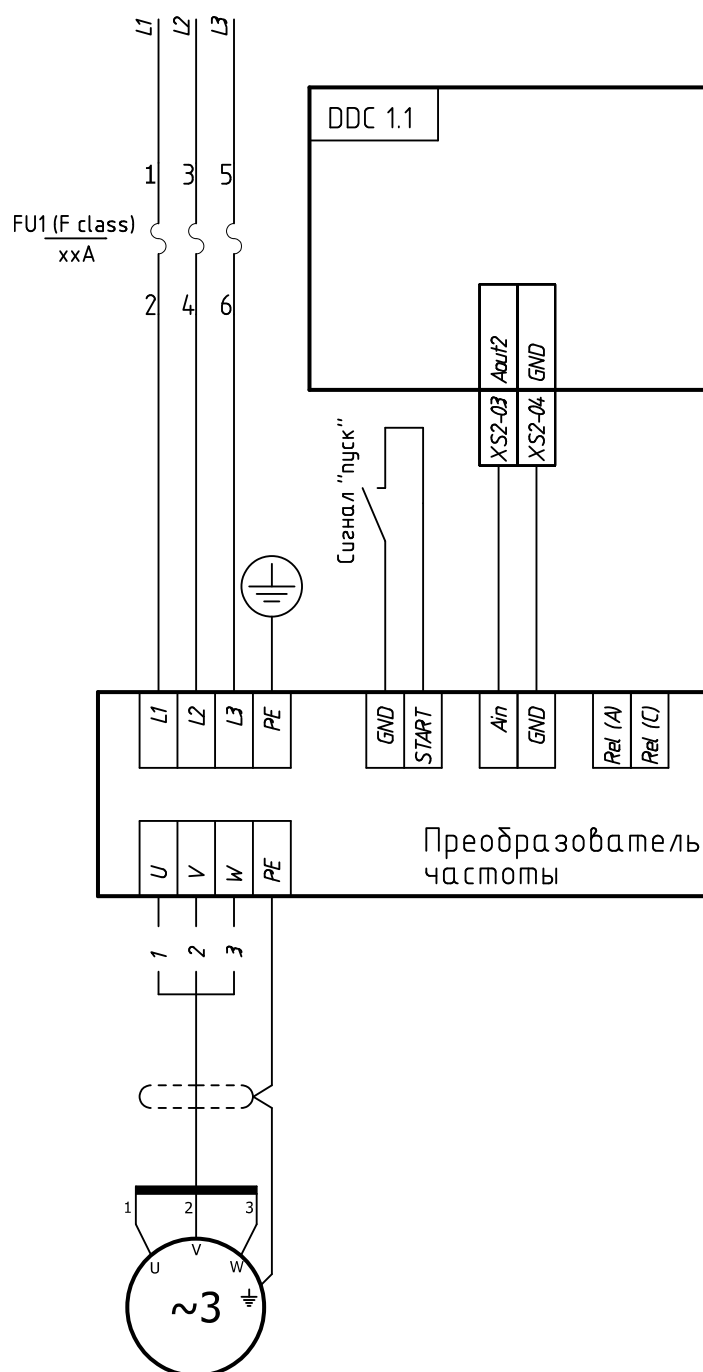 L1 L2 L3
DDC 1.1
1 3 5
FU1 (F class)
xxA
2 4 6
Aout2 GND
XS2-03 XS2-04
Сигнал "пуск"
L1 L2 L3 PE
GND START
Ain GND
Rel (A) Rel (C)
Преобразователь
частоты
U V W PE
1 2 3
1 2 3
U V W
~3